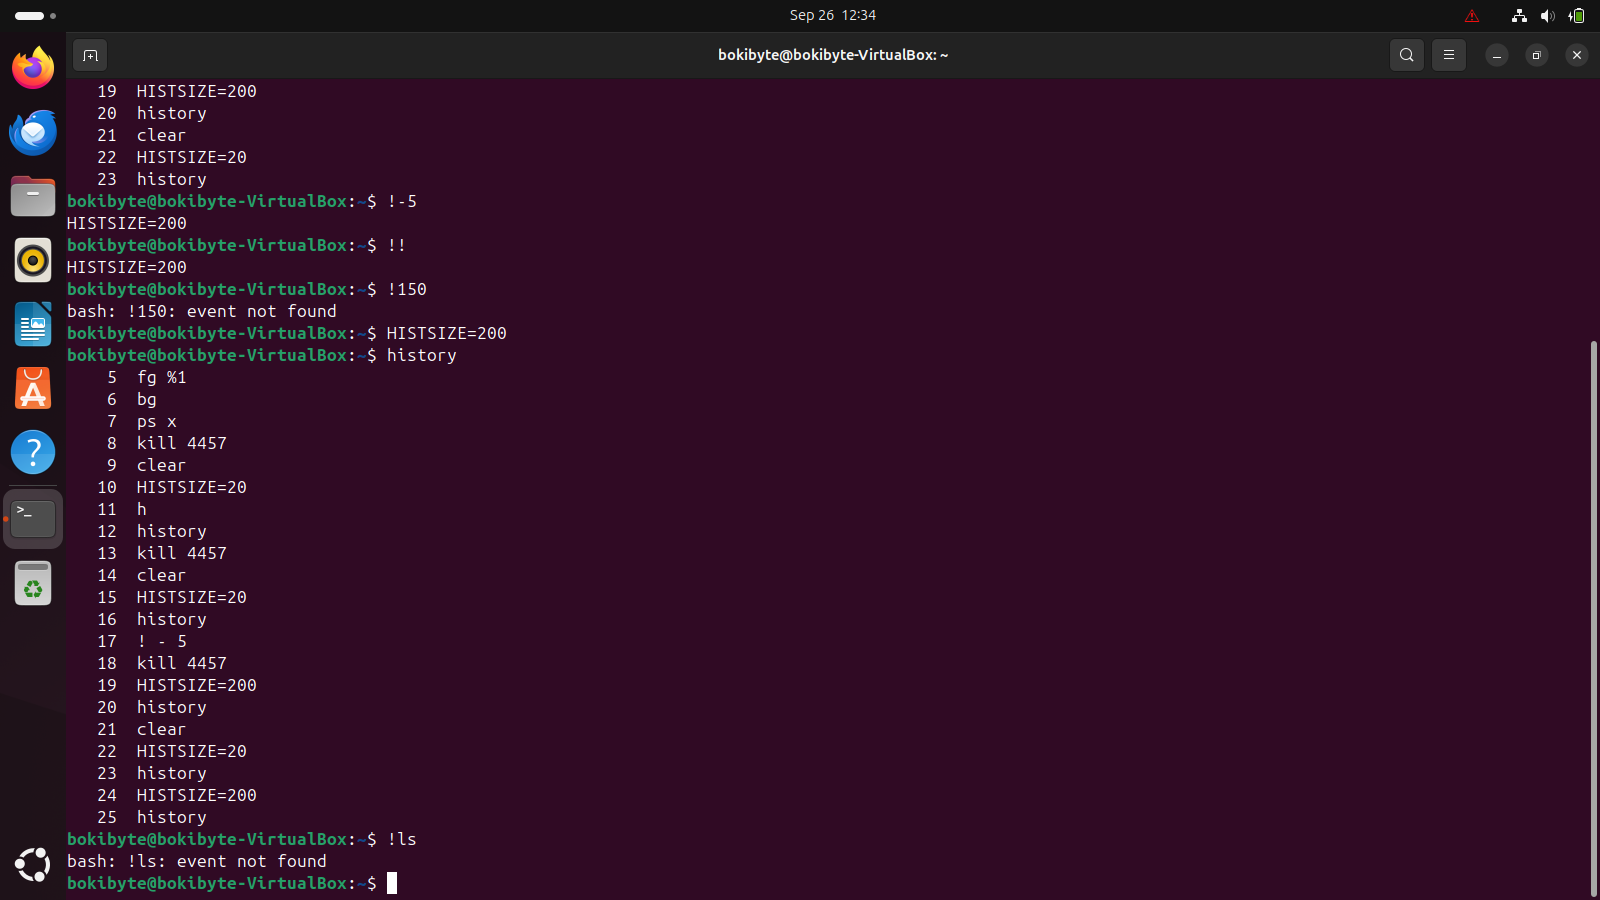 Sep 26 12:34
bokibyte@bokibyte-VirtualBox: ~
19 HISTSIZE=200
20 history
21 clear
22 HISTSIZE=20
23 history
bokibyte@bokibyte-VirtualBox:~$ !-5
HISTSIZE=200
bokibyte@bokibyte-VirtualBox:~$ !!
HISTSIZE=200
bokibyte@bokibyte-VirtualBox:~$ !150
bash: !150: event not found
bokibyte@bokibyte-VirtualBox:~$ HISTSIZE=200
bokibyte@bokibyte-VirtualBox:~$ history
5 fg %1
6 bg
7 ps x
8 kill 4457
9 clear
10 HISTSIZE=20
11 h
12 history
13 kill 4457
14 clear
15 HISTSIZE=20
16 history
17 ! - 5
18 kill 4457
19 HISTSIZE=200
20 history
21 clear
22 HISTSIZE=20
23 history
24 HISTSIZE=200
25 history
bokibyte@bokibyte-VirtualBox:~$ !ls
bash: !ls: event not found
bokibyte@bokibyte-VirtualBox:~$